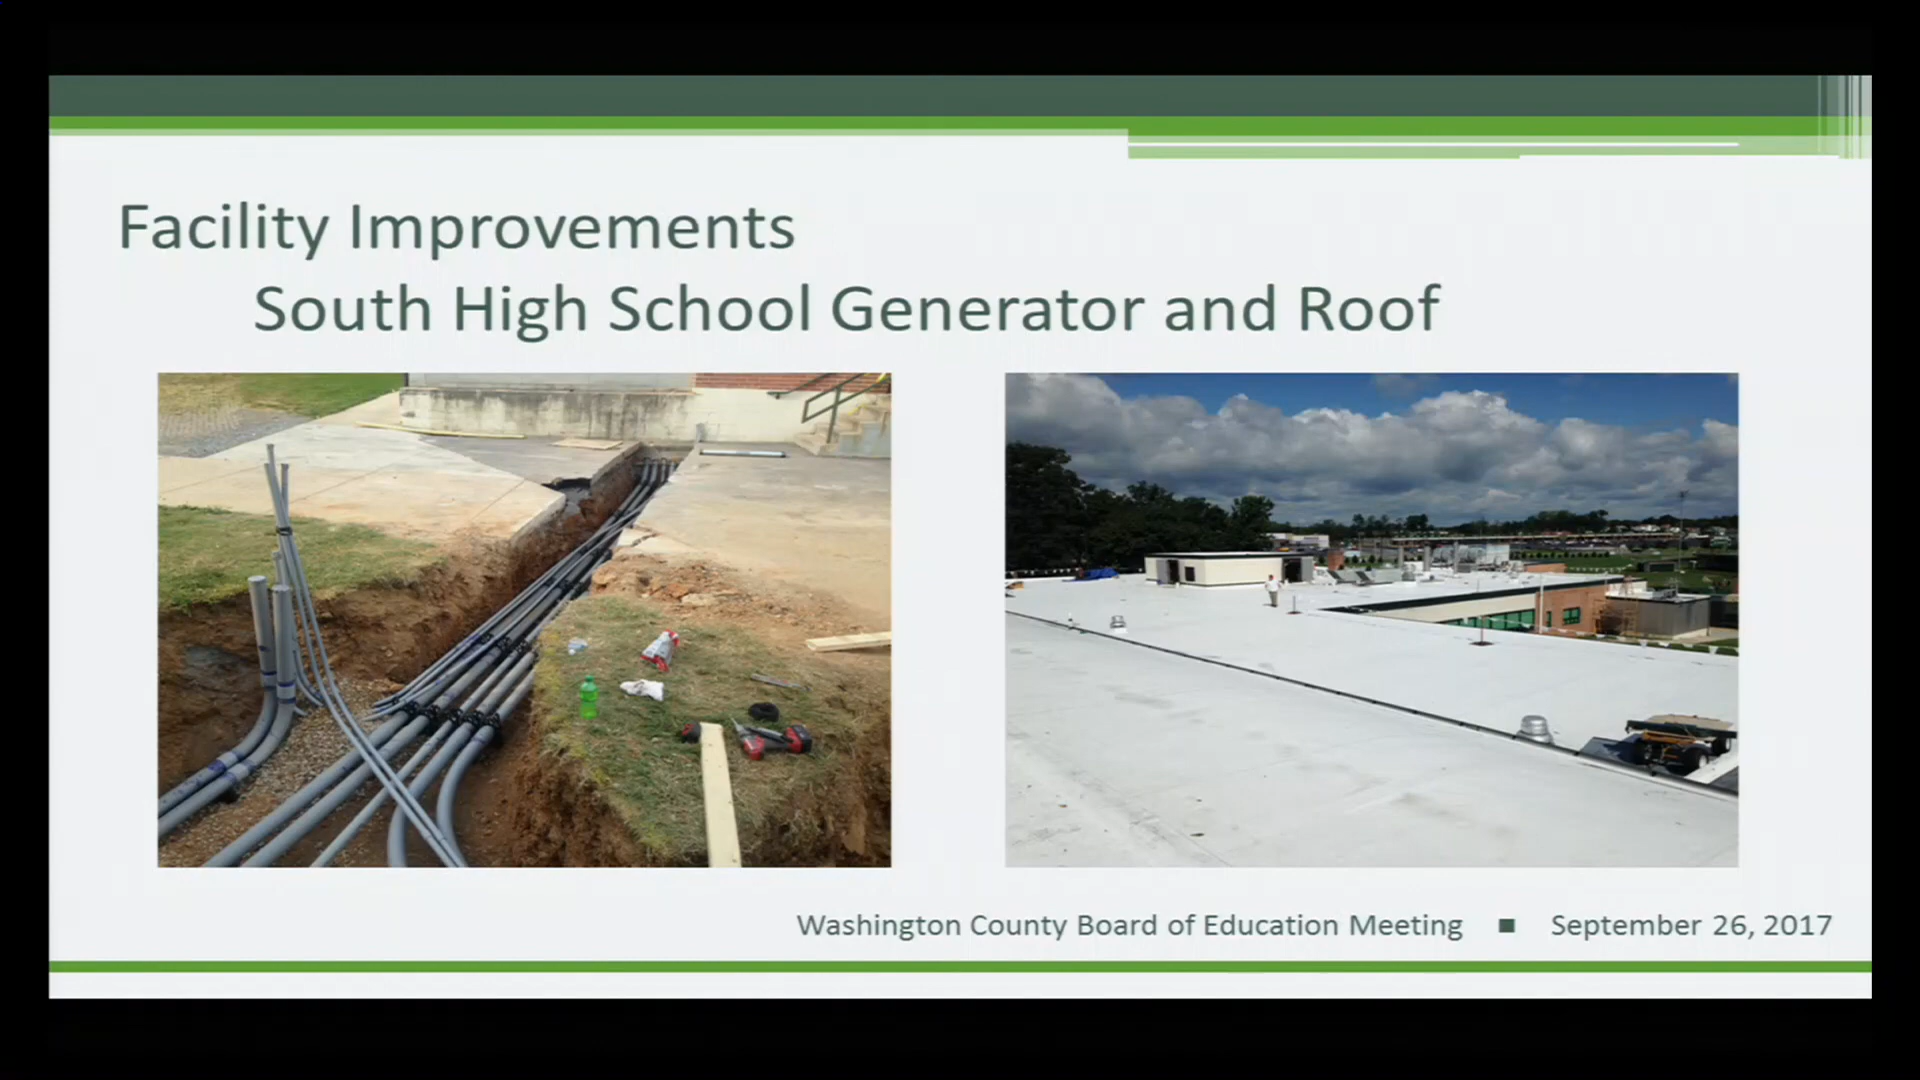 Facility Improvements
South High School Generator and Roof
Washington County Board of Education Meeting ■ September 26, 2017